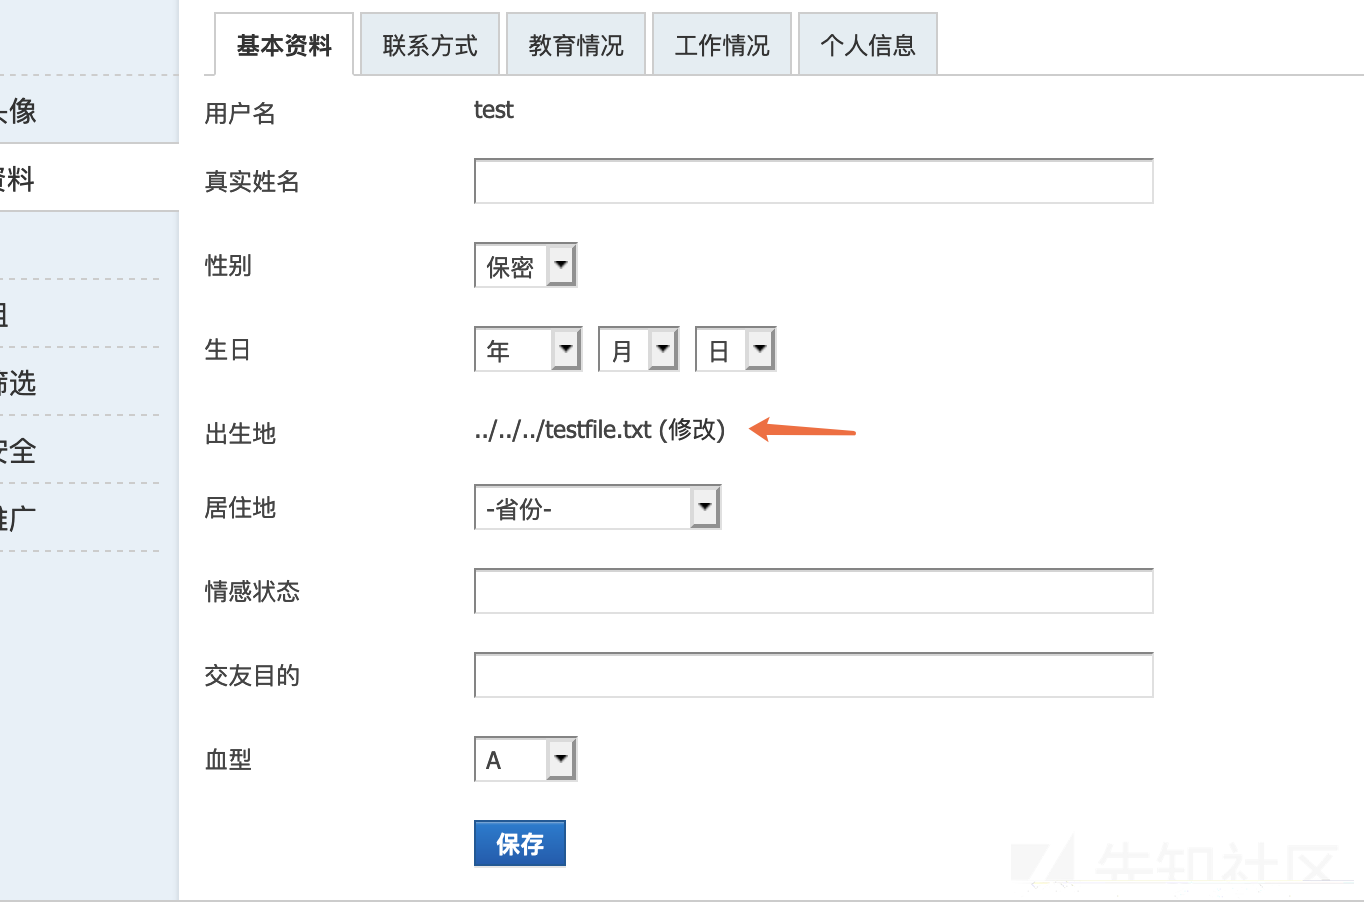 基本资料 联系方式 教育情况 工作情况 个人信息
头像
资料
组
筛选
安全
推广
用户名 test
真实姓名
性别 保密
生日 年 月 日
出生地 ../../../testfile.txt (修改)
居住地 -省份-
情感状态
交友目的
血型 A
保存
先知社区